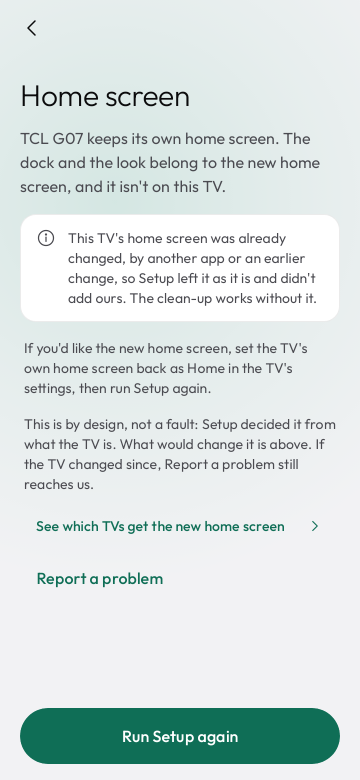 Home screen
TCL G07 keeps its own home screen. The
dock and the look belong to the new home
screen, and it isn't on this TV.
This TV's home screen was already
changed, by another app or an earlier
change, so Setup left it as it is and didn't
add ours. The clean-up works without it.
If you'd like the new home screen, set the TV's
own home screen back as Home in the TV's
settings, then run Setup again.
This is by design, not a fault: Setup decided it from
what the TV is. What would change it is above. If
the TV changed since, Report a problem still
reaches us.
See which TVs get the new home screen
Report a problem
Run Setup again